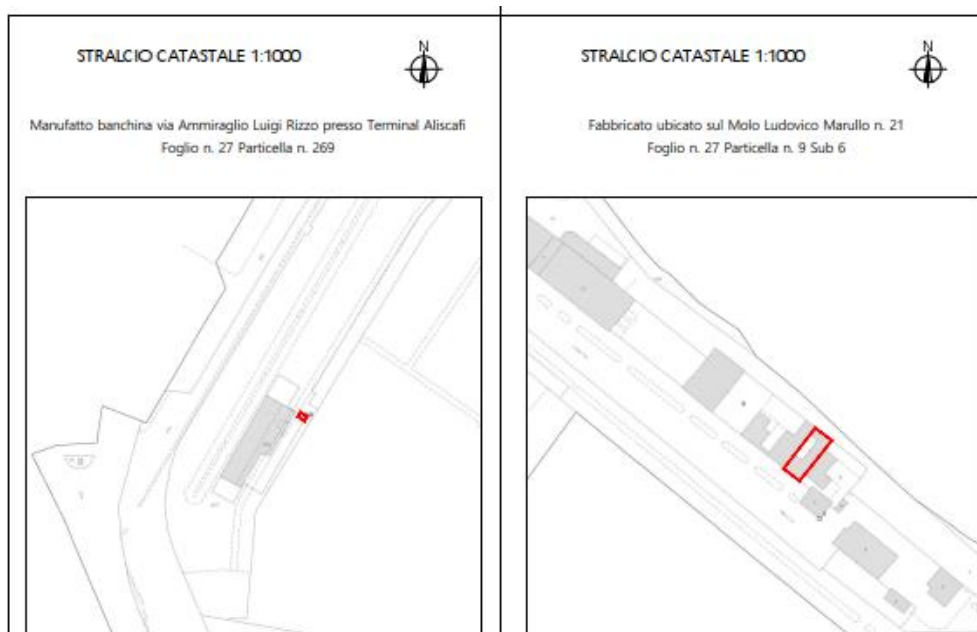 STRALCIO CATASTALE 1:1000
N
Manufatto banchina via Ammiraglio Luigi Rizzo presso Terminal Aliscafi
Foglio n. 27 Particella n. 269
STRALCIO CATASTALE 1:1000
N
Fabbricato ubicato sul Molo Ludovico Marullo n. 21
Foglio n. 27 Particella n. 9 Sub 6